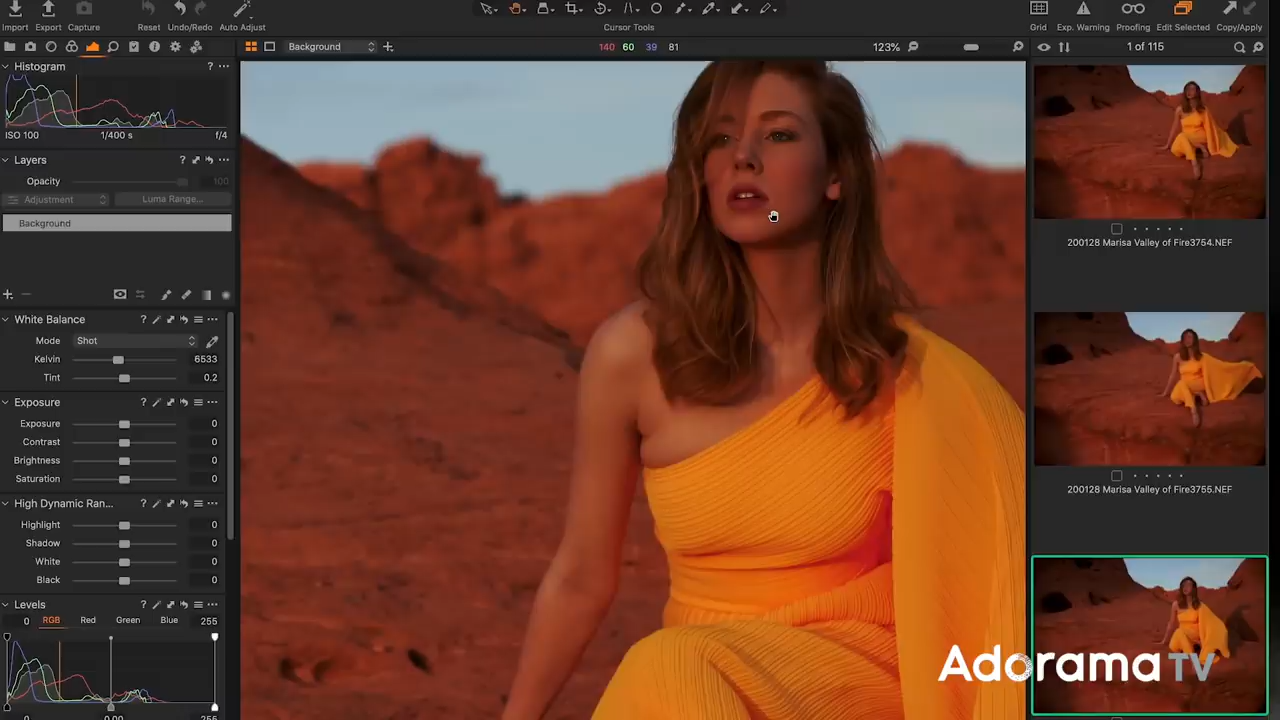 Import Export Capture Reset Undo/Redo Auto Adjust Cursor Tools Grid Exp. Warning Proofing Edit Selected Copy/Apply
Background 140 60 39 81 123% 1 of 115
Histogram ?
ISO 100 1/400 s f/4
Layers ?
Opacity 100
Adjustment Luma Range...
Background
White Balance ?
Mode Shot
Kelvin 6533
Tint 0.2
Exposure ?
Exposure 0
Contrast 0
Brightness 0
Saturation 0
High Dynamic Ran... ?
Highlight 0
Shadow 0
White 0
Black 0
Levels ?
0 RGB Red Green Blue 255
0 0.00 255
200128 Marisa Valley of Fire3754.NEF
200128 Marisa Valley of Fire3755.NEF
Adorama TV